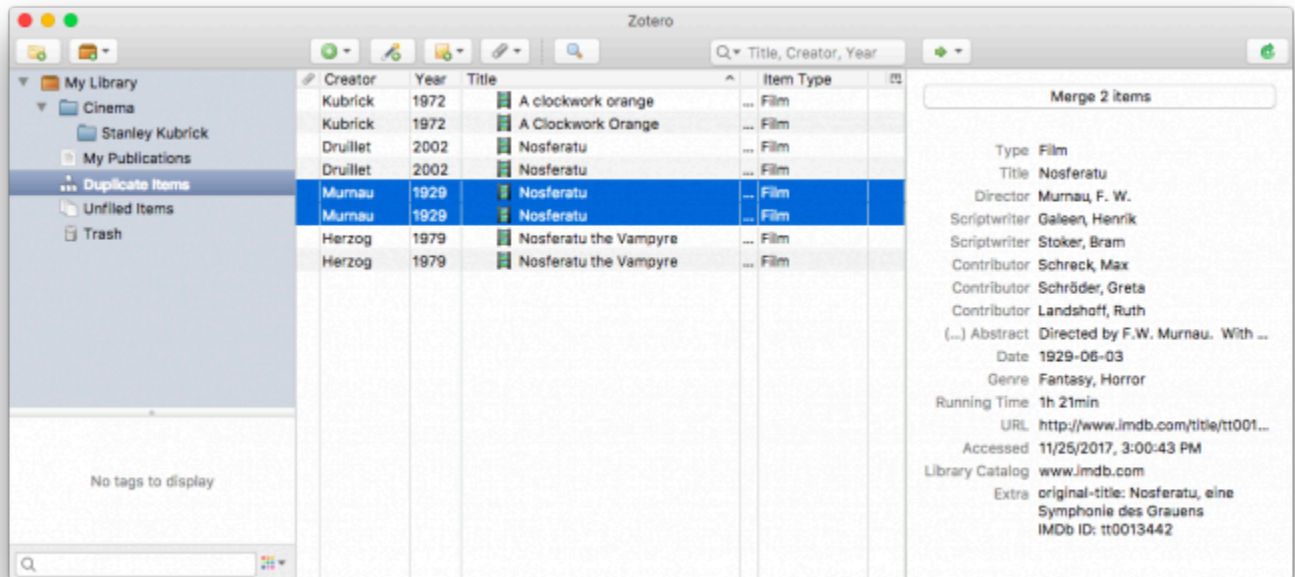 Zotero
Title, Creator, Year
My Library
Cinema
Stanley Kubrick
My Publications
Duplicate Items
Unfiled Items
Trash
No tags to display
Creator Year Title Item Type
Kubrick 1972 A clockwork orange ... Film
Kubrick 1972 A Clockwork Orange ... Film
Druillet 2002 Nosferatu ... Film
Druillet 2002 Nosferatu ... Film
Murnau 1929 Nosferatu ... Film
Murnau 1929 Nosferatu ... Film
Herzog 1979 Nosferatu the Vampyre ... Film
Herzog 1979 Nosferatu the Vampyre ... Film
Merge 2 items
Type Film
Title Nosferatu
Director Murnau, F. W.
Scriptwriter Galeen, Henrik
Scriptwriter Stoker, Bram
Contributor Schreck, Max
Contributor Schröder, Greta
Contributor Landshoff, Ruth
(...) Abstract Directed by F.W. Murnau. With ...
Date 1929-06-03
Genre Fantasy, Horror
Running Time 1h 21min
URL http://www.imdb.com/title/tt001...
Accessed 11/25/2017, 3:00:43 PM
Library Catalog www.imdb.com
Extra original-title: Nosferatu, eine
Symphonie des Grauens
IMDb ID: tt0013442